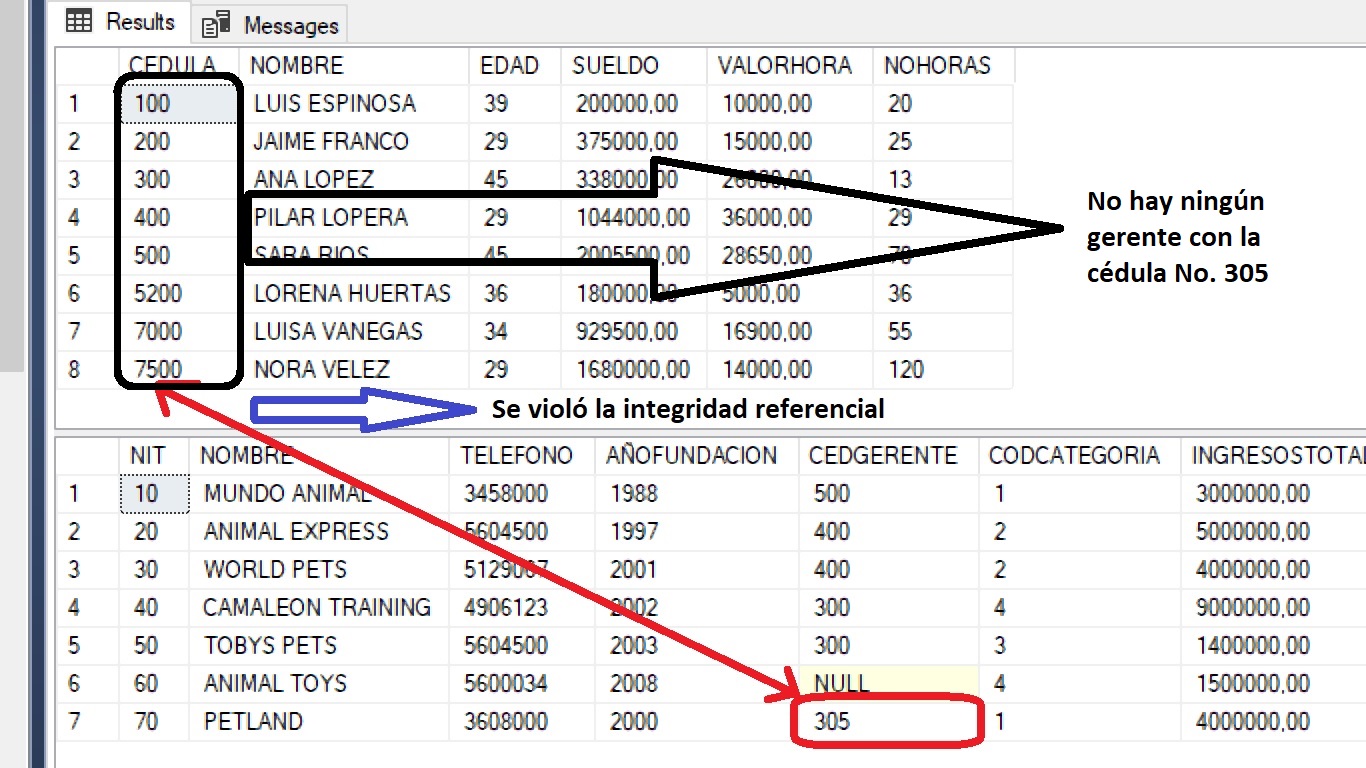 Results Messages
CEDULA NOMBRE EDAD SUELDO VALORHORA NOHORAS
1 100 LUIS ESPINOSA 39 200000,00 10000,00 20
2 200 JAIME FRANCO 29 375000,00 15000,00 25
3 300 ANA LOPEZ 45 338000,00 26000,00 13
4 400 PILAR LOPERA 29 1044000,00 36000,00 29
5 500 SARA RIOS 45 2005500,00 28650,00 70
6 5200 LORENA HUERTAS 36 180000,00 5000,00 36
7 7000 LUISA VANEGAS 34 929500,00 16900,00 55
8 7500 NORA VELEZ 29 1680000,00 14000,00 120
No hay ningún
gerente con la
cédula No. 305
Se violó la integridad referencial
NIT NOMBRE TELEFONO AÑOFUNDACION CEDGERENTE CODCATEGORIA INGRESOSTOTAL
1 10 MUNDO ANIMAL 3458000 1988 500 1 3000000,00
2 20 ANIMAL EXPRESS 5604500 1997 400 2 5000000,00
3 30 WORLD PETS 5129007 2001 400 2 4000000,00
4 40 CAMALEON TRAINING 4906123 2002 300 4 9000000,00
5 50 TOBYS PETS 5604500 2003 300 3 1400000,00
6 60 ANIMAL TOYS 5600034 2008 NULL 4 1500000,00
7 70 PETLAND 3608000 2000 305 1 4000000,00